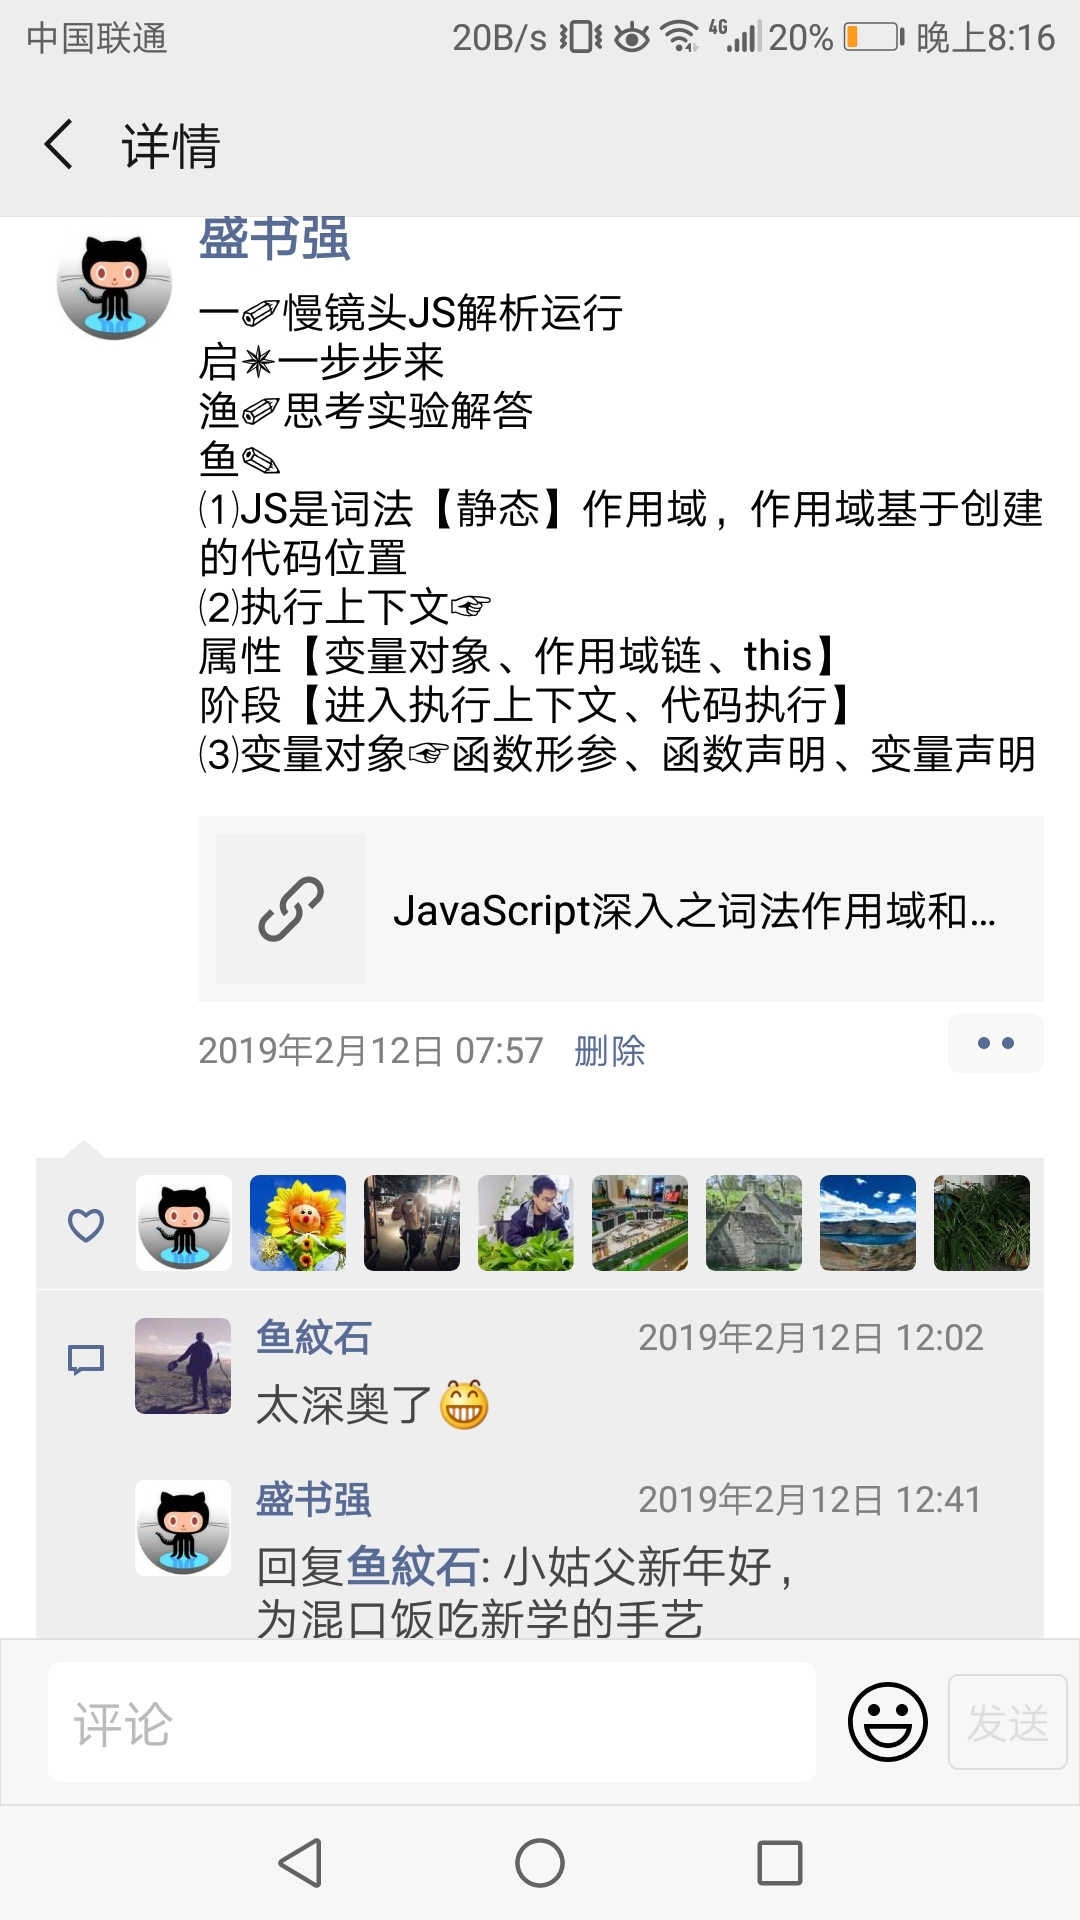 中国联通 20B/s 4G 20% 晚上8:16
详情
盛书强
一✐慢镜头JS解析运行
启✴一步步来
渔✐思考实验解答
鱼✎
⑴JS是词法【静态】作用域，作用域基于创建
的代码位置
⑵执行上下文☞
属性【变量对象、作用域链、this】
阶段【进入执行上下文、代码执行】
⑶变量对象☞函数形参、函数声明、变量声明
JavaScript深入之词法作用域和...
2019年2月12日 07:57 删除
鱼紋石 2019年2月12日 12:02
太深奥了😁
盛书强 2019年2月12日 12:41
回复鱼紋石: 小姑父新年好，
为混口饭吃新学的手艺
评论 发送